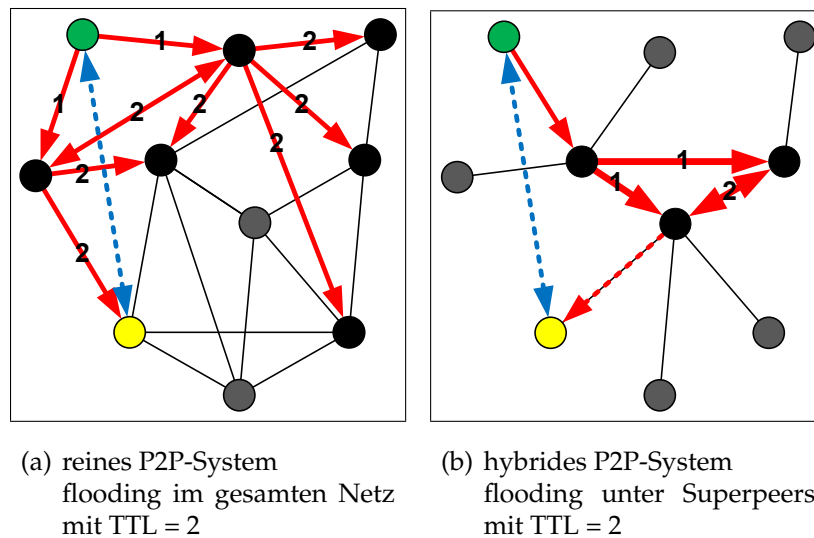 1
2
1
2
2
2
2
2
2
1
1
2
(a) reines P2P-System
flooding im gesamten Netz
mit TTL = 2
(b) hybrides P2P-System
flooding unter Superpeers
mit TTL = 2